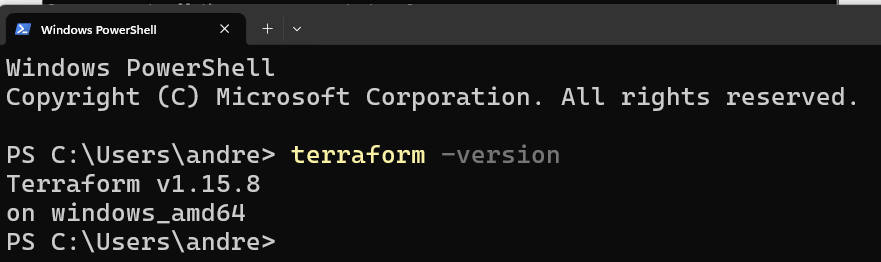 Windows PowerShell
Windows PowerShell
Copyright (C) Microsoft Corporation. All rights reserved.
PS C:\Users\andre> terraform -version
Terraform v1.15.8
on windows_amd64
PS C:\Users\andre>